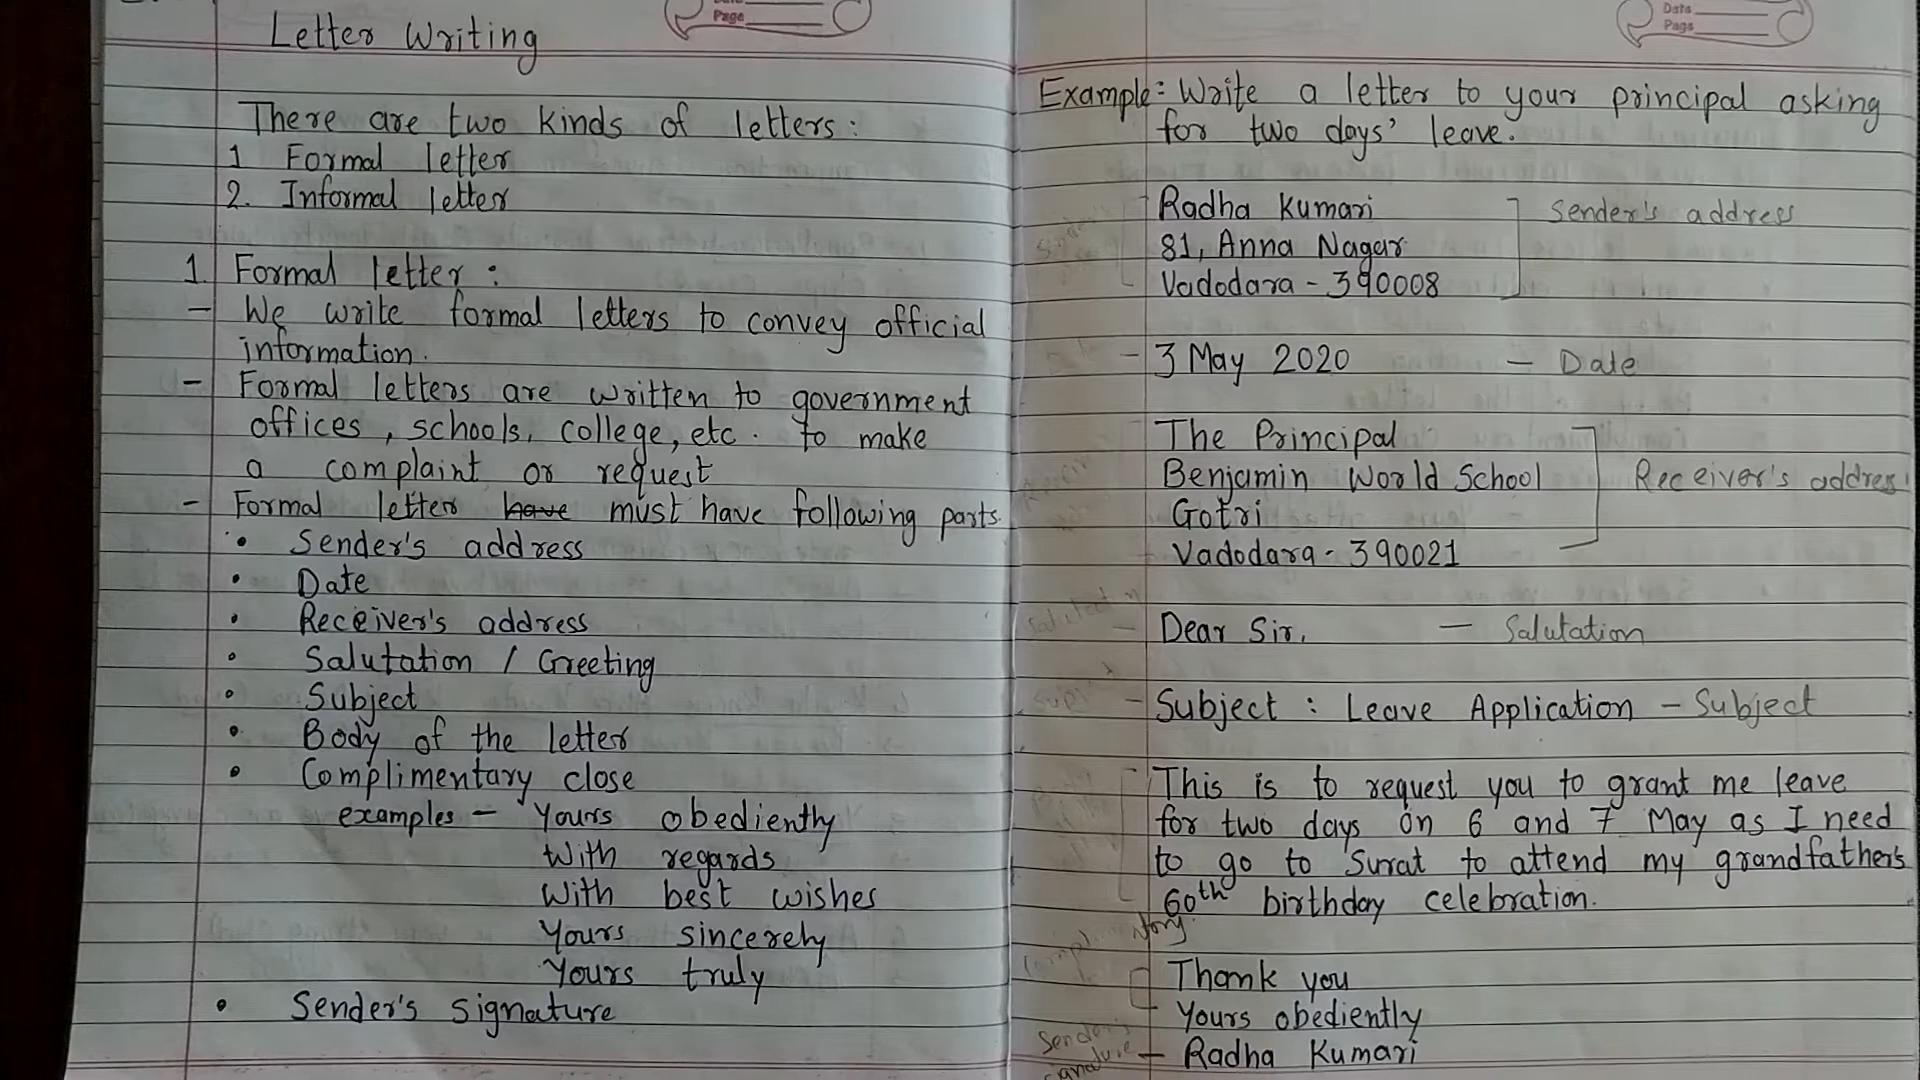 Page
Letter Writing
There are two kinds of letters :
1 Formal letter
2. Informal letter
1. Formal letter :
- We write formal letters to convey official
information.
- Formal letters are written to government
offices, schools, college, etc. to make
a complaint or request
- Formal letter have must have following parts.
• Sender's address
• Date
• Receiver's address
• Salutation / Greeting
• Subject
• Body of the letter
• Complimentary close
examples - Yours obediently
With regards
With best wishes
Yours sincerely
Yours truly
• Sender's signature
Date
Page
Example: Write a letter to your principal asking
for two days' leave.
Radha Kumari Sender's address
81, Anna Nagar
Vadodara - 390008
- 3 May 2020 - Date
The Principal
Benjamin World School Receiver's addres
Gotri
Vadodara - 390021
- Dear Sir, - Salutation
- Subject : Leave Application - Subject
This is to request you to grant me leave
for two days on 6 and 7 May as I need
to go to Surat to attend my grandfather's
60th birthday celebration.
Thank you
Yours obediently
- Radha Kumari